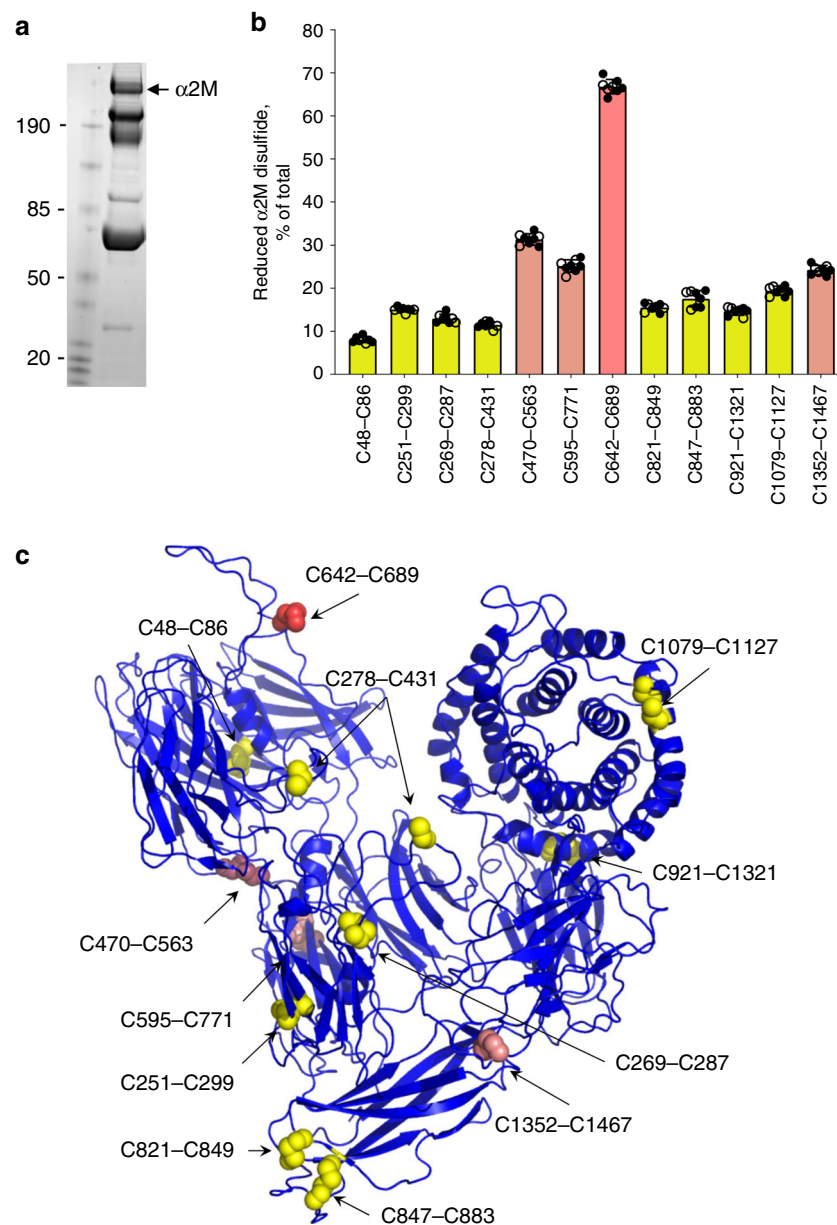 a
α2M
190 -
85 -
50 -
20 -
b
Reduced α2M disulfide,
% of total
80
70
60
50
40
30
20
10
0
C48–C86
C251–C299
C269–C287
C278–C431
C470–C563
C595–C771
C642–C689
C821–C849
C847–C883
C921–C1321
C1079–C1127
C1352–C1467
c
C642–C689
C48–C86
C278–C431
C1079–C1127
C921–C1321
C470–C563
C595–C771
C251–C299
C269–C287
C1352–C1467
C821–C849
C847–C883